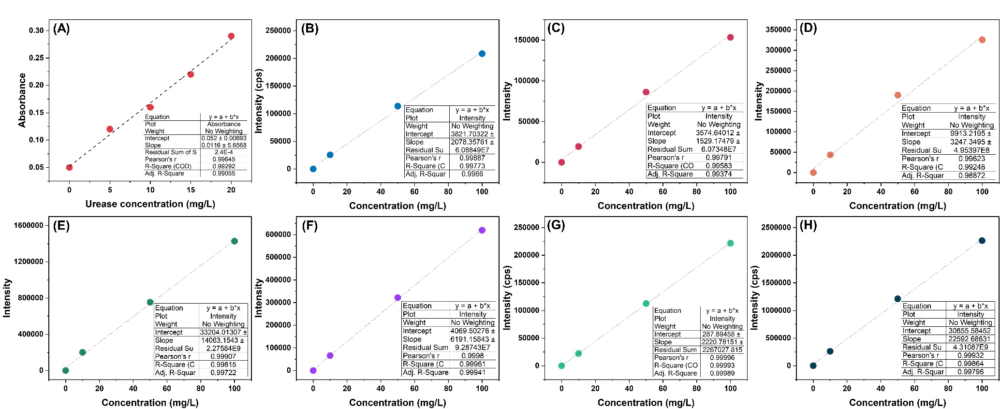 (A)
0.30
0.25
0.20
0.15
0.10
0.05
Absorbance
0 5 10 15 20
Urease concentration (mg/L)
Equation y = a + b*x
Plot Absorbance
Weight No Weighting
Intercept 0.052 ± 0.00693
Slope 0.0116 ± 5.6568
Residual Sum of S 2.4E-4
Pearson's r 0.99645
R-Square (COD) 0.99292
Adj. R-Square 0.99055
(B)
250000
200000
150000
100000
50000
0
Intensity (cps)
0 20 40 60 80 100
Concentration (mg/L)
Equation y = a + b*x
Plot Intensity
Weight No Weighting
Intercept 3821.70322 ±
Slope 2078.35761 ±
Residual Su 6.08849E7
Pearson's r 0.99887
R-Square (C 0.99773
Adj. R-Squar 0.9966
(C)
150000
100000
50000
0
Intensity
0 20 40 60 80 100
Concentration (mg/L)
Equation y = a + b*x
Plot Intensity
Weight No Weighting
Intercept 3574.64012 ±
Slope 1529.17479 ±
Residual Sum 6.07348E7
Pearson's r 0.99791
R-Square (CO 0.99583
Adj. R-Square 0.99374
(D)
350000
300000
250000
200000
150000
100000
50000
0
Intensity
0 20 40 60 80 100
Concentration (mg/L)
Equation y = a + b*x
Plot Intensity
Weight No Weighting
Intercept 9913.2195 ±
Slope 3247.3495 ±
Residual Su 4.95397E8
Pearson's r 0.99623
R-Square (C 0.99248
Adj. R-Squar 0.98872
(E)
1600000
1200000
800000
400000
0
Intensity
0 20 40 60 80 100
Concentration (mg/L)
Equation y = a + b*x
Plot Intensity
Weight No Weighting
Intercept 33204.01307 ±
Slope 14063.1543 ±
Residual Su 2.27584E9
Pearson's r 0.99907
R-Square (C 0.99815
Adj. R-Squar 0.99722
(F)
600000
500000
400000
300000
200000
100000
0
Intensity
0 20 40 60 80 100
Concentration (mg/L)
Equation y = a + b*x
Plot Intensity
Weight No Weighting
Intercept 4069.50276 ±
Slope 6191.15843 ±
Residual Sum 9.28743E7
Pearson's r 0.9998
R-Square (C 0.99961
Adj. R-Square 0.99941
(G)
250000
200000
150000
100000
50000
0
Intensity (cps)
0 20 40 60 80 100
Concentration (mg/L)
Equation y = a + b*x
Plot Intensity
Weight No Weighting
Intercept 287.89458 ±
Slope 2220.78151 ±
Residual Sum 2267027.815
Pearson's r 0.99996
R-Square (CO 0.99993
Adj. R-Square 0.99989
(H)
2500000
2000000
1500000
1000000
500000
0
Intensity (cps)
0 20 40 60 80 100
Concentration (mg/L)
Equation y = a + b*x
Plot Intensity
Weight No Weighting
Intercept 30855.58452
Slope 22592.68631
Residual Su 4.31087E9
Pearson's r 0.99932
R-Square (C 0.99864
Adj. R-Squar 0.99796